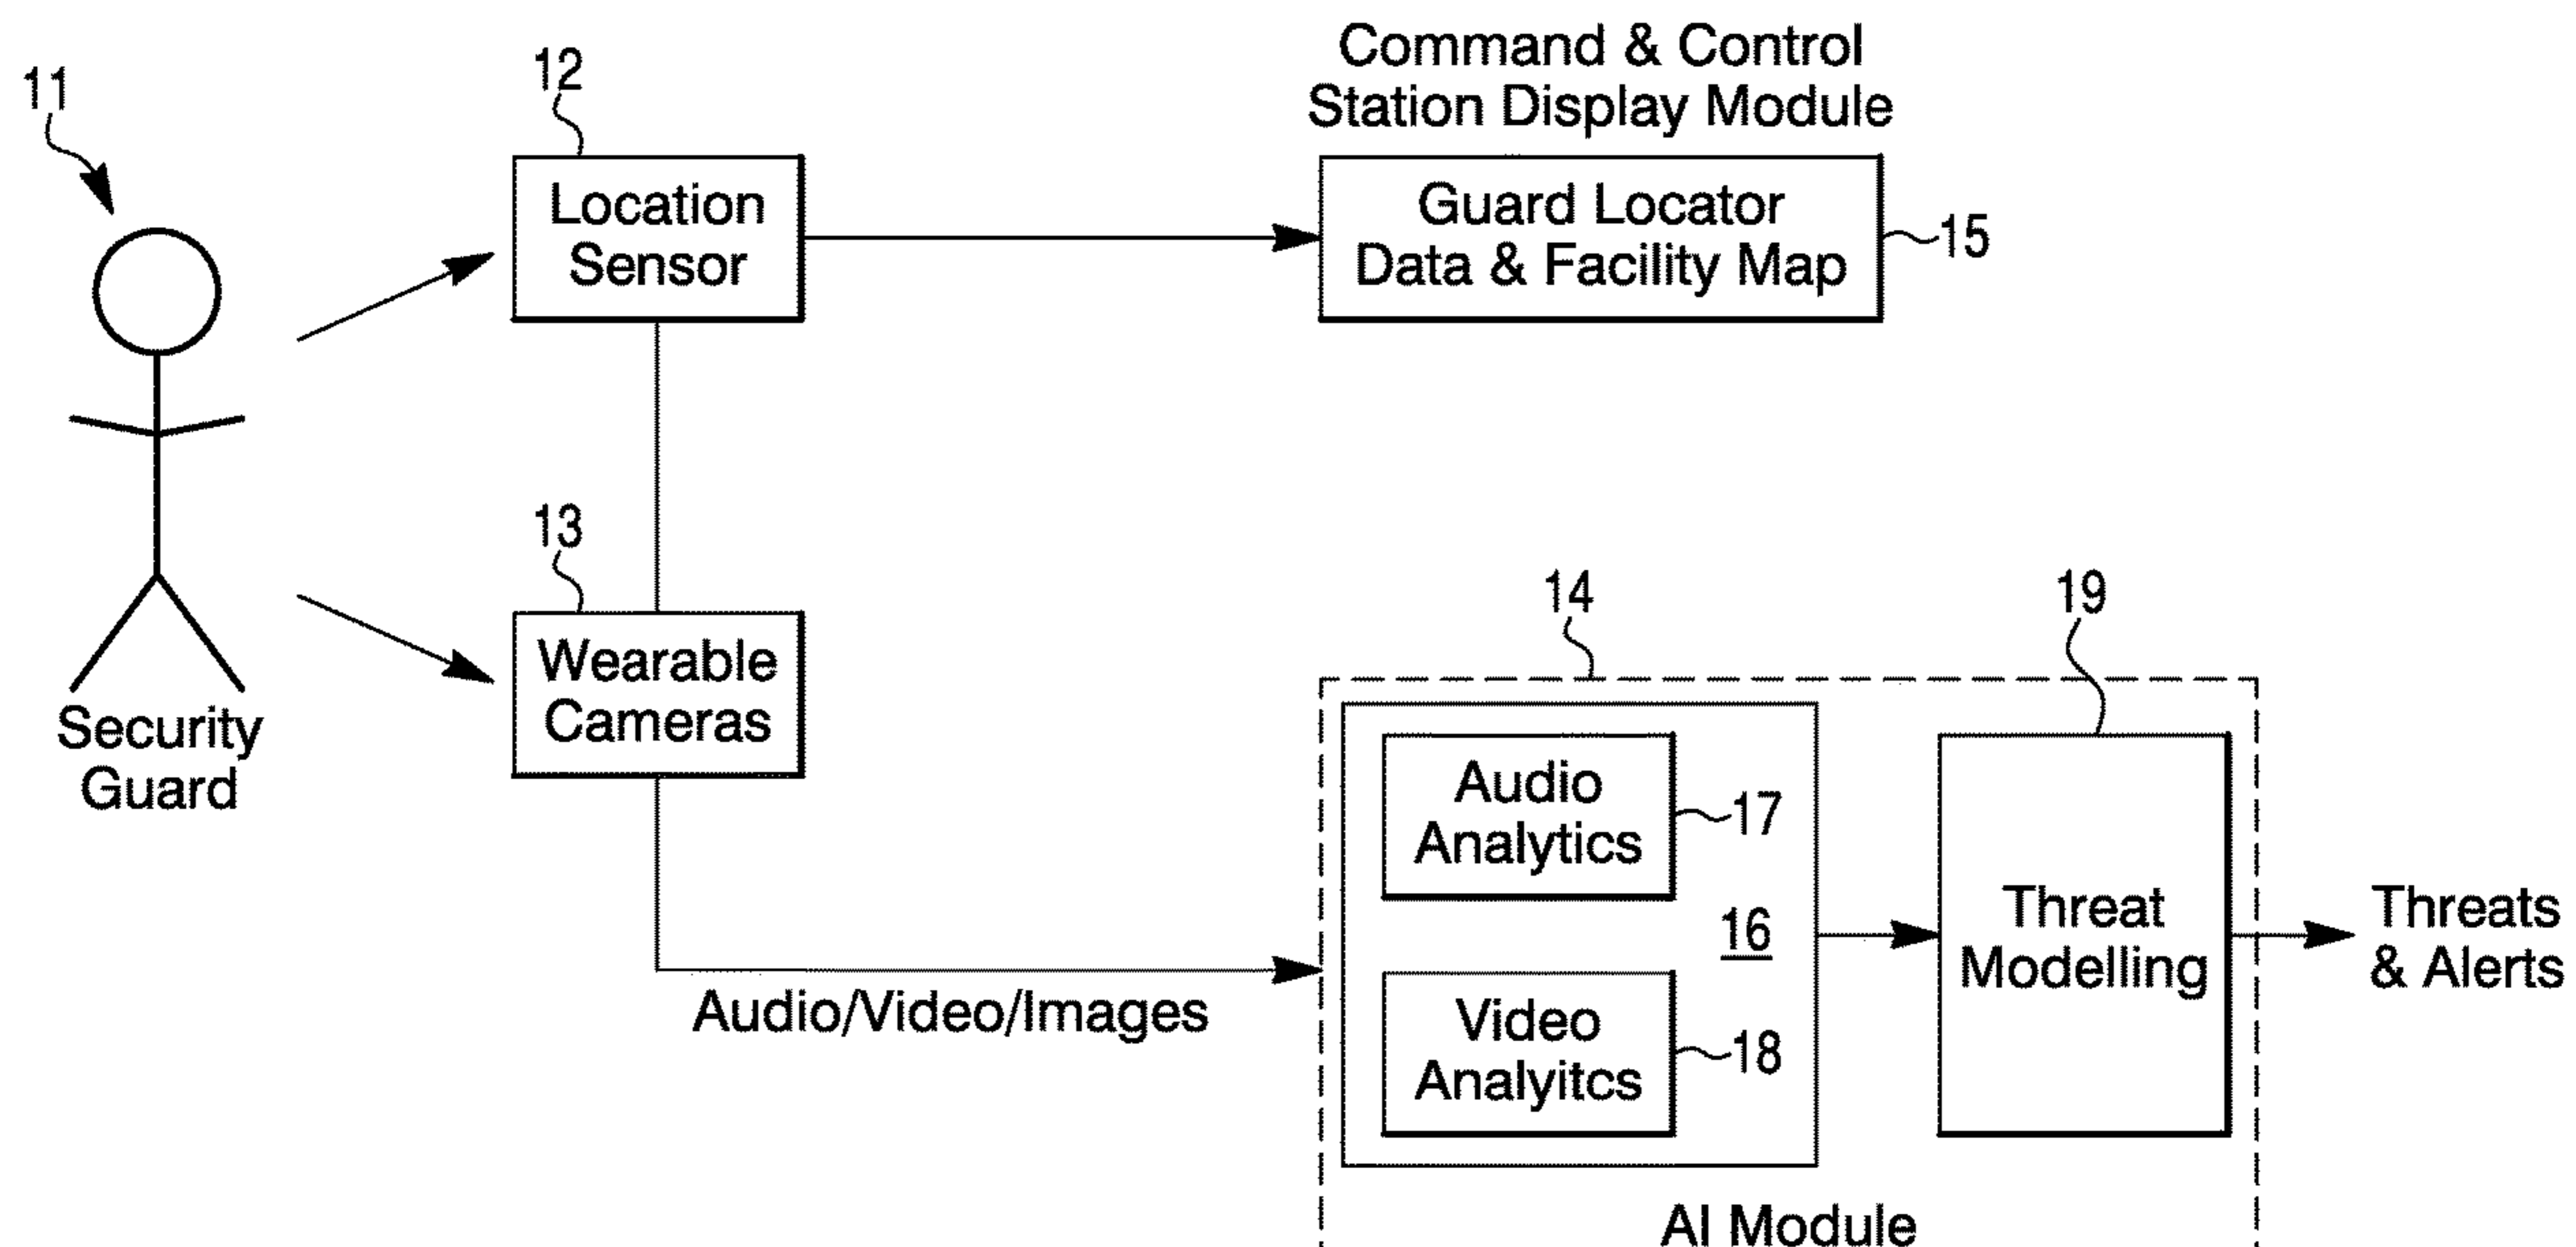 11
12
Command & Control
Station Display Module
Location
Sensor
Guard Locator
Data & Facility Map
15
13
Wearable
Cameras
Security
Guard
14
19
Audio
Analytics
17
16
Video
Analyitcs
18
Threat
Modelling
Threats
& Alerts
Audio/Video/Images
AI Module